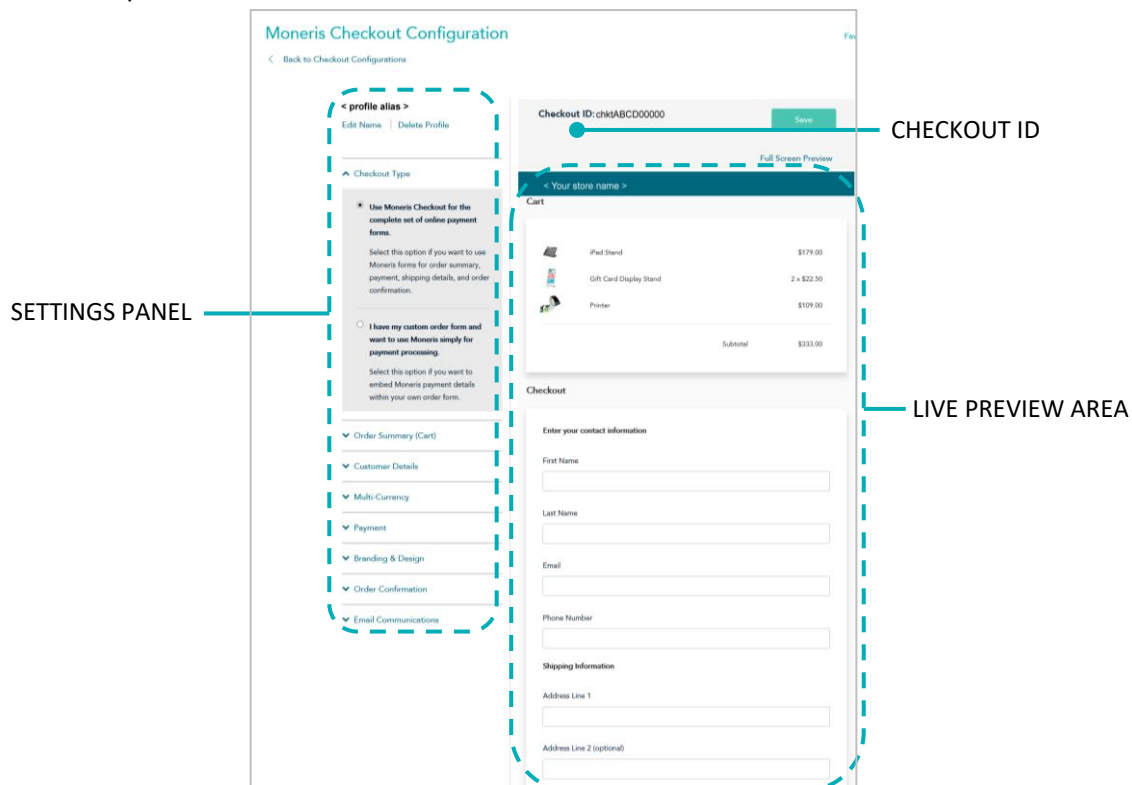 Moneris Checkout Configuration
Back to Checkout Configurations
< profile alias >
Edit Name | Delete Profile
Checkout Type
Use Moneris Checkout for the
complete set of online payment
forms.
Select this option if you want to use
Moneris forms for order summary,
payment, shipping details, and order
confirmation.
I have my custom order form and
want to use Moneris simply for
payment processing.
Select this option if you want to
embed Moneris payment details
within your own order form.
Order Summary (Cart)
Customer Details
Multi-Currency
Payment
Branding & Design
Order Confirmation
Email Communications
SETTINGS PANEL
Checkout ID: chktABCD00000
Save
CHECKOUT ID
Full Screen Preview
< Your store name >
Cart
iPad Stand $179.00
Gift Card Display Stand 2 x $22.50
Printer $109.00
Subtotal $333.00
Checkout
LIVE PREVIEW AREA
Enter your contact information
First Name
Last Name
Email
Phone Number
Shipping Information
Address Line 1
Address Line 2 (optional)